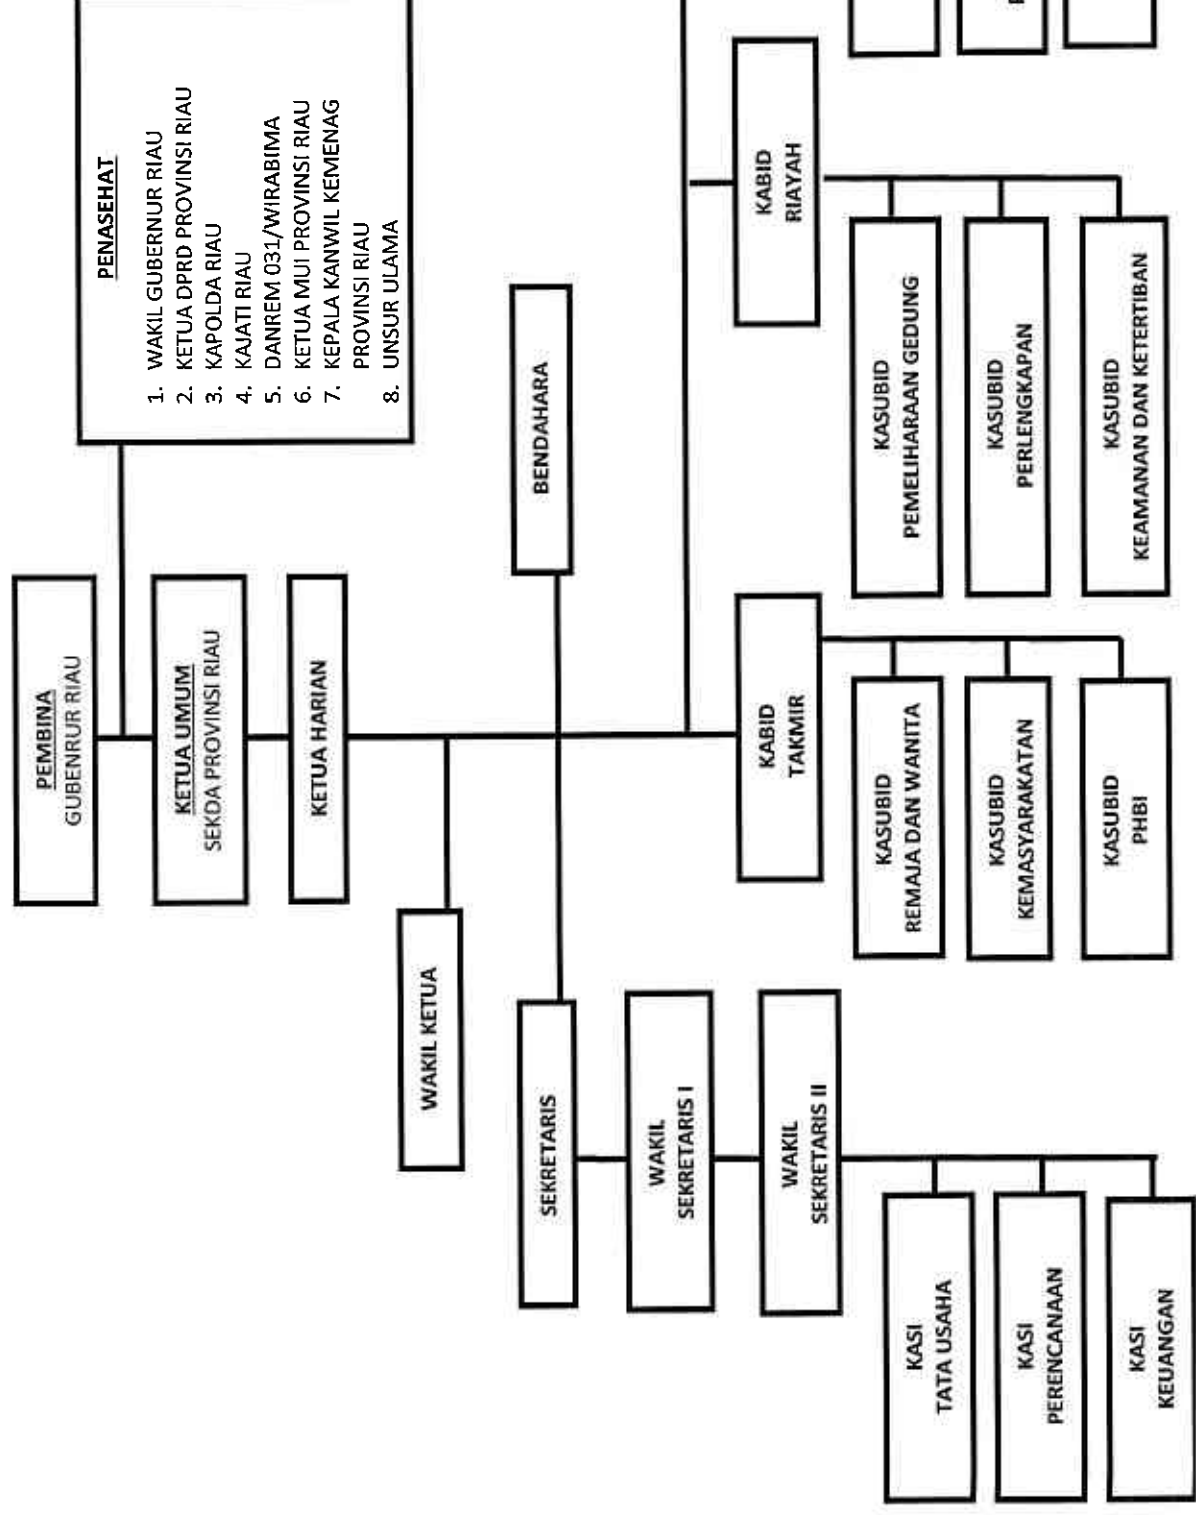 PEMBINA
GUBENRUR RIAU
PENASEHAT
1. WAKIL GUBERNUR RIAU
2. KETUA DPRD PROVINSI RIAU
3. KAPOLDA RIAU
4. KAJATI RIAU
5. DANREM 031/WIRABIMA
6. KETUA MUI PROVINSI RIAU
7. KEPALA KANWIL KEMENAG
PROVINSI RIAU
8. UNSUR ULAMA
KETUA UMUM
SEKDA PROVINSI RIAU
KETUA HARIAN
WAKIL KETUA
SEKRETARIS
BENDAHARA
WAKIL
SEKRETARIS I
WAKIL
SEKRETARIS II
KASI
TATA USAHA
KASI
PERENCANAAN
KASI
KEUANGAN
KABID
TAKMIR
KASUBID
REMAJA DAN WANITA
KASUBID
KEMASYARAKATAN
KASUBID
PHBI
KABID
RIAYAH
KASUBID
PEMELIHARAAN GEDUNG
KASUBID
PERLENGKAPAN
KASUBID
KEAMANAN DAN KETERTIBAN